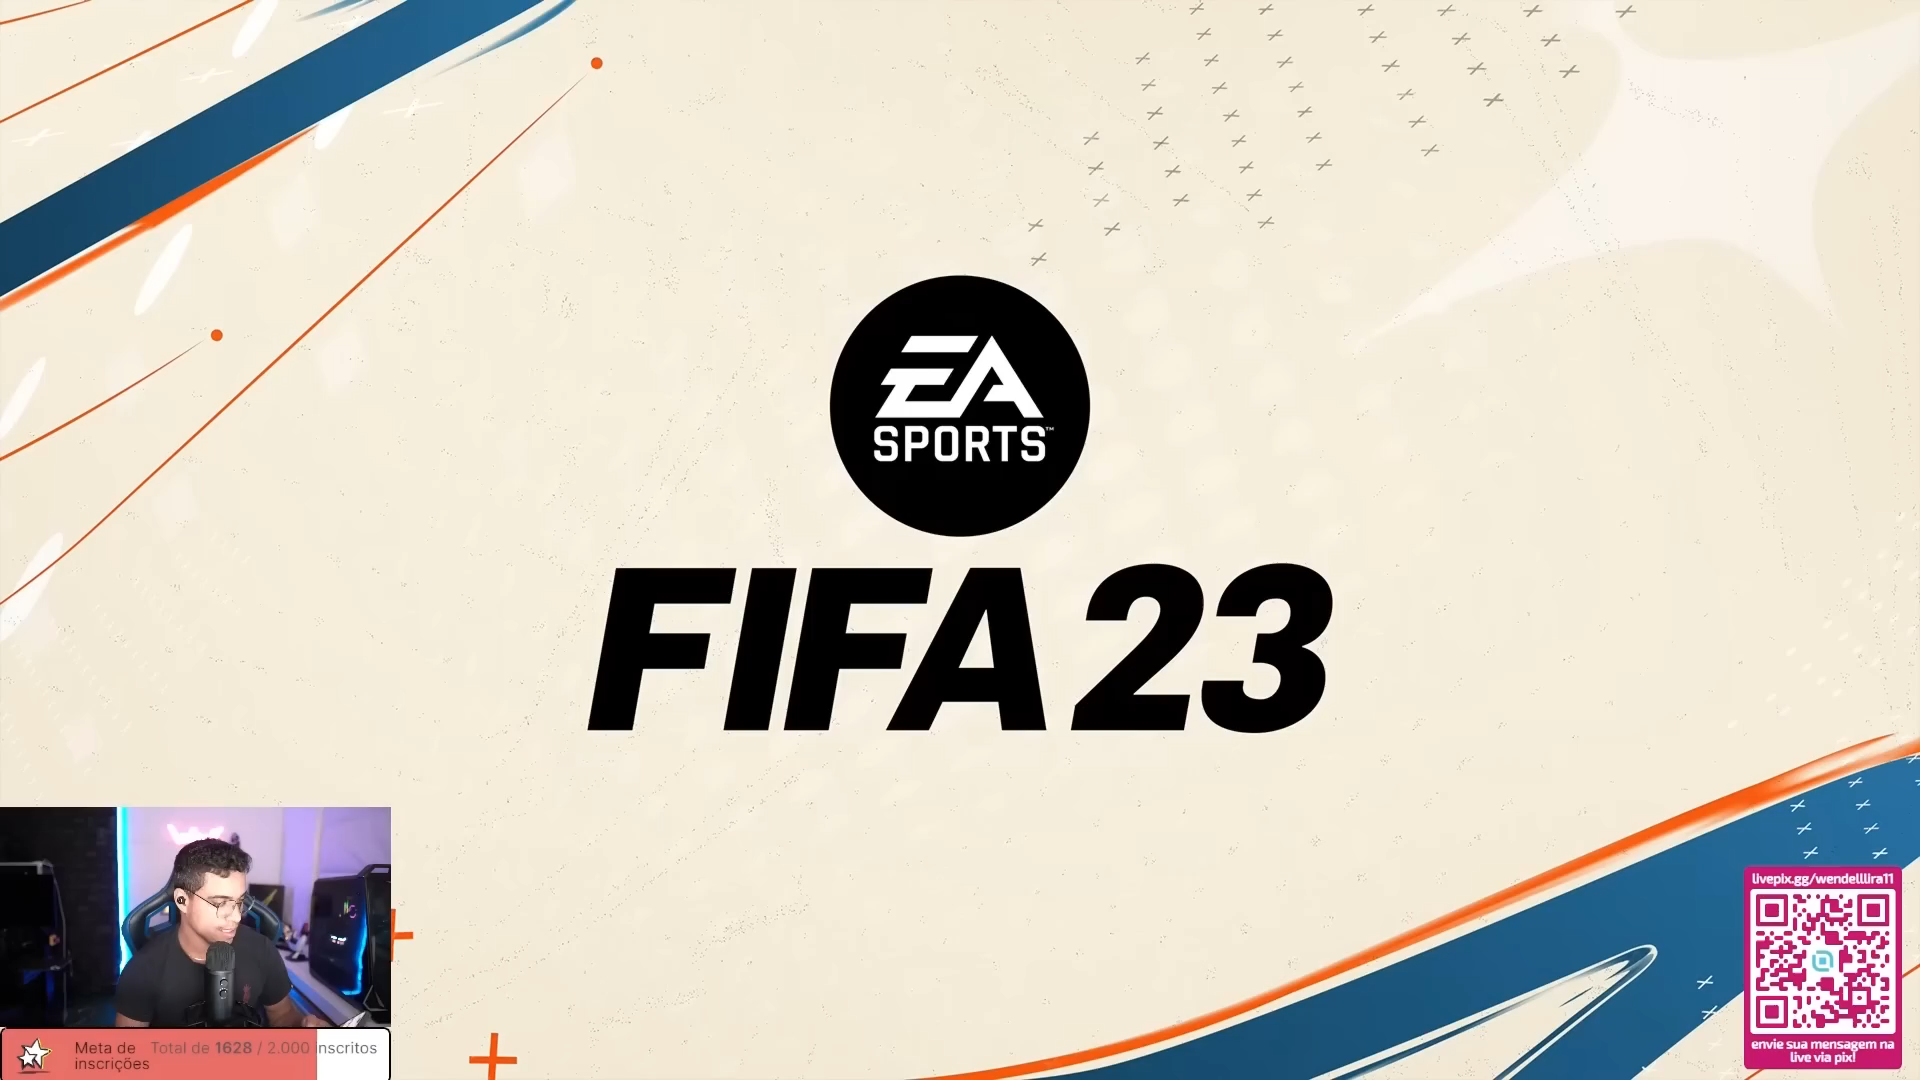 EA
SPORTS™
FIFA 23
livepix.gg/wendelllira11
envie sua mensagem na
live via pix!
Meta de
inscrições
Total de 1628 / 2.000 inscritos